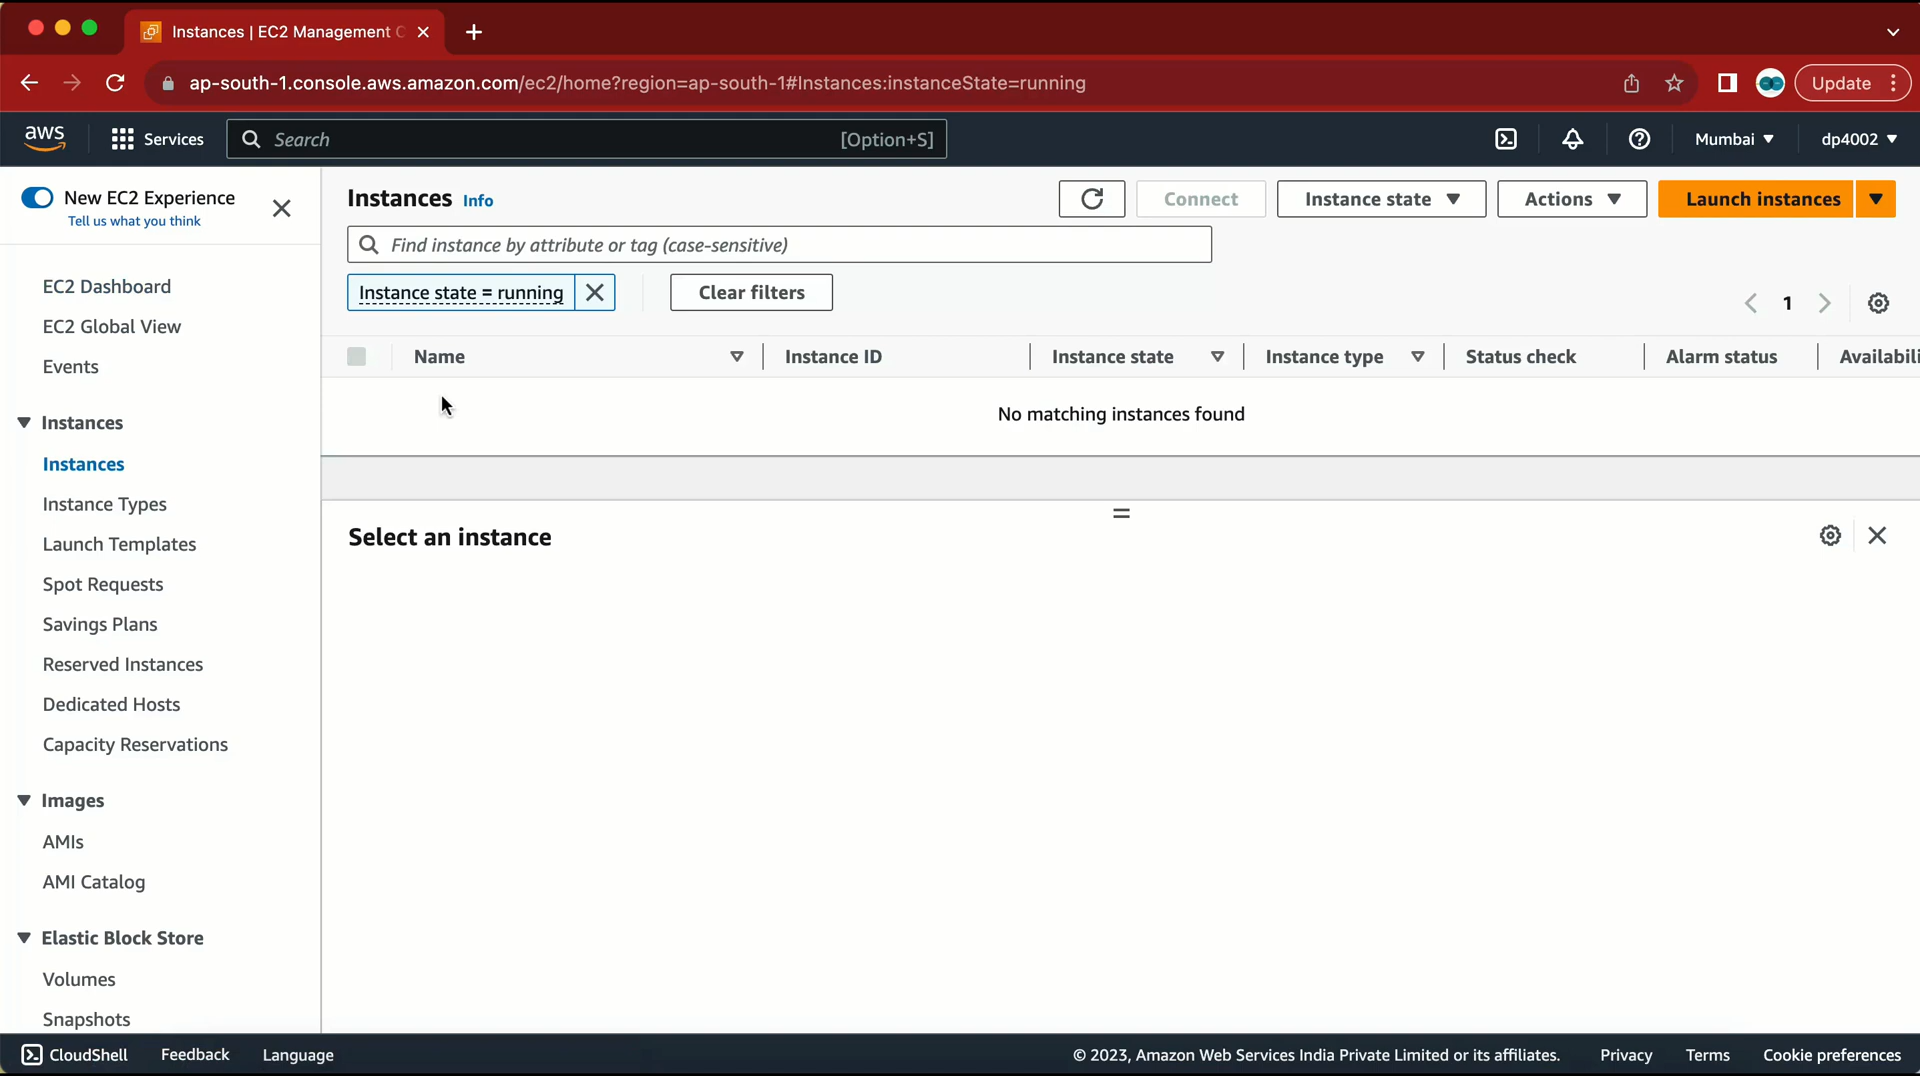 Instances | EC2 Management C
ap-south-1.console.aws.amazon.com/ec2/home?region=ap-south-1#Instances:instanceState=running
Update
aws
Services
Search
[Option+S]
Mumbai
dp4002
New EC2 Experience
Tell us what you think
Instances Info
Connect
Instance state
Actions
Launch instances
Find instance by attribute or tag (case-sensitive)
Instance state = running
Clear filters
1
Name
Instance ID
Instance state
Instance type
Status check
Alarm status
Availabili
No matching instances found
Select an instance
EC2 Dashboard
EC2 Global View
Events
Instances
Instances
Instance Types
Launch Templates
Spot Requests
Savings Plans
Reserved Instances
Dedicated Hosts
Capacity Reservations
Images
AMIs
AMI Catalog
Elastic Block Store
Volumes
Snapshots
CloudShell
Feedback
Language
© 2023, Amazon Web Services India Private Limited or its affiliates.
Privacy
Terms
Cookie preferences